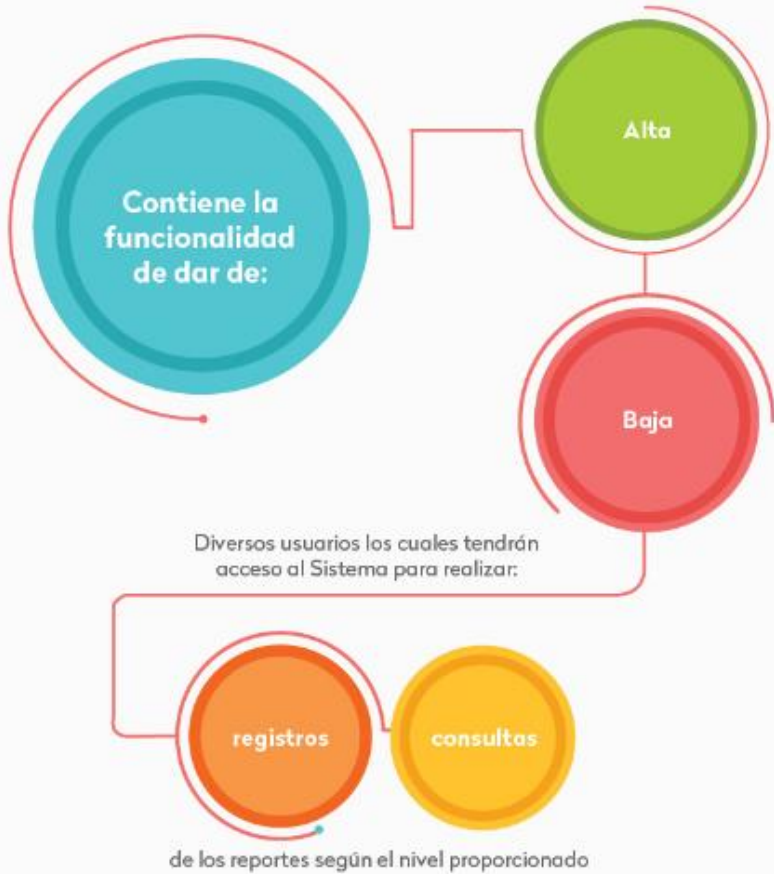 Contiene la
funcionalidad
de dar de:
Alta
Baja
Diversos usuarios los cuales tendrán
acceso al Sistema para realizar:
registros
consultas
de los reportes según el nivel proporcionado